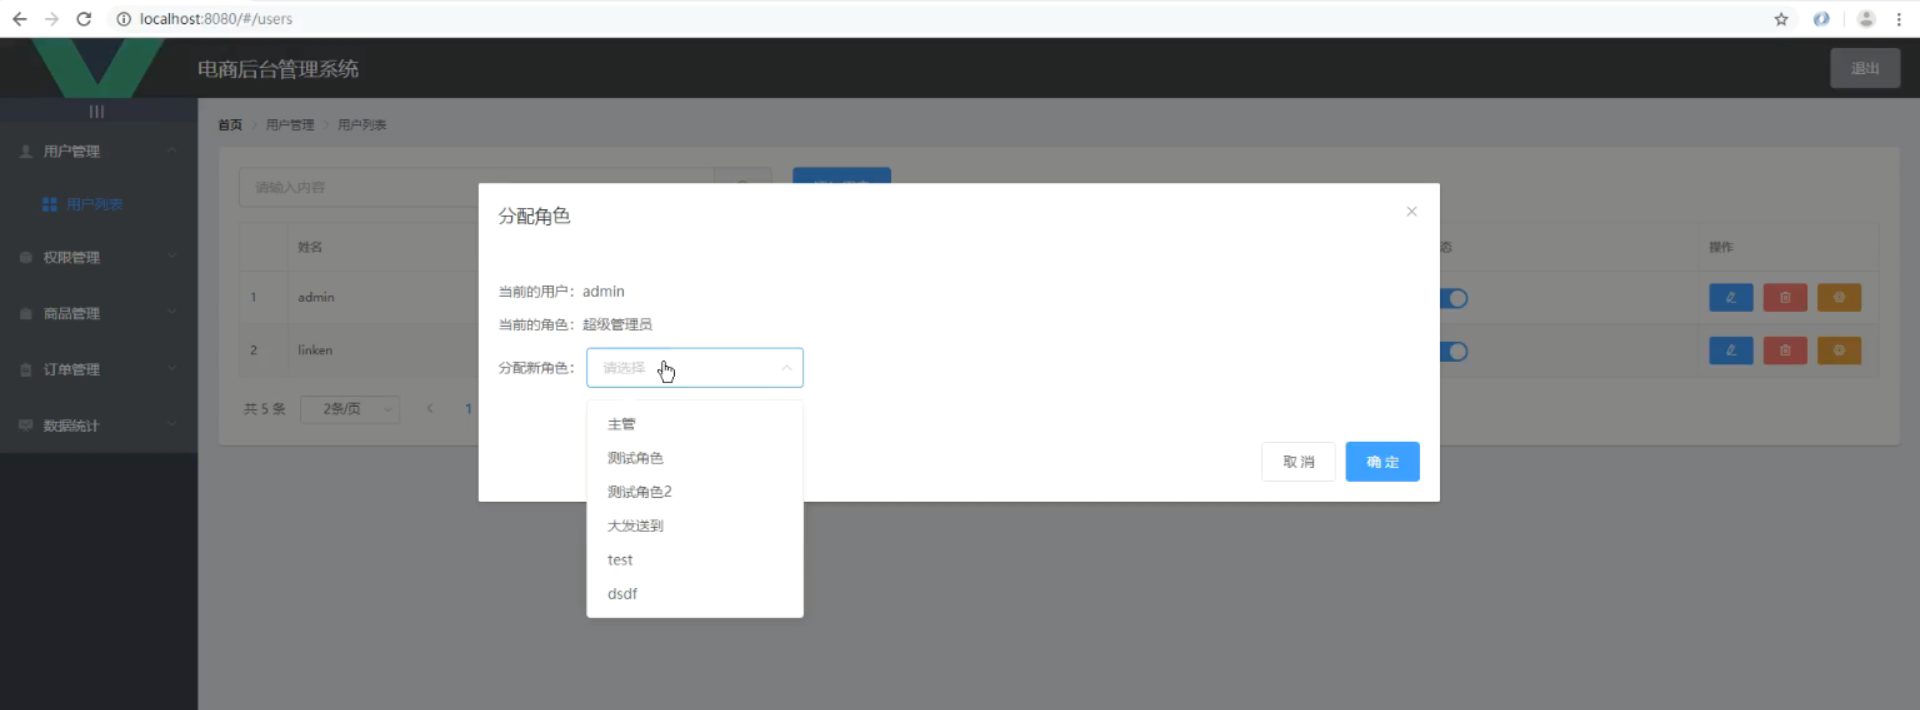 localhost:8080/#/users
电商后台管理系统
退出
首页 用户管理 用户列表
用户管理
用户列表
权限管理
商品管理
订单管理
数据统计
请输入内容
姓名
操作
1 admin
2 linken
共 5 条 2条/页 1
分配角色
当前的用户：admin
当前的角色：超级管理员
分配新角色： 请选择
主管
测试角色
测试角色2
大发送到
test
dsdf
取 消
确 定